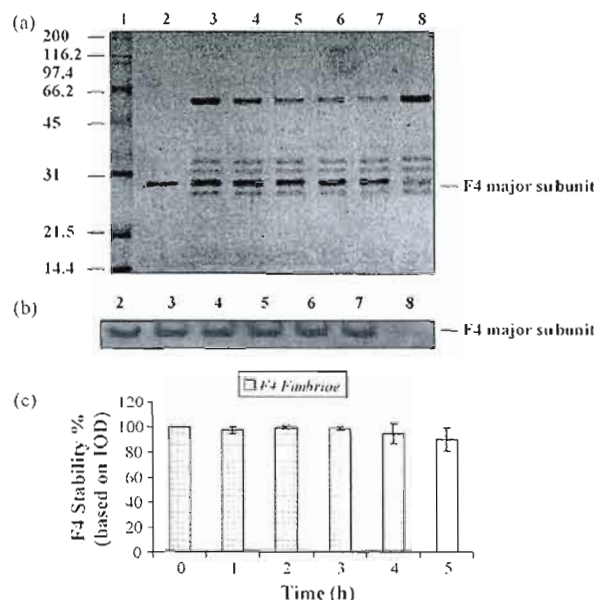 (a)
1 2 3 4 5 6 7 8
200
116.2
97.4
66.2
45
31
F4 major subunit
21.5
14.4
(b)
2 3 4 5 6 7 8
F4 major subunit
(c)
F4 Fimbriae
F4 Stability %
(based on IOD)
120
100
80
60
40
20
0
0 1 2 3 4 5
Time (h)